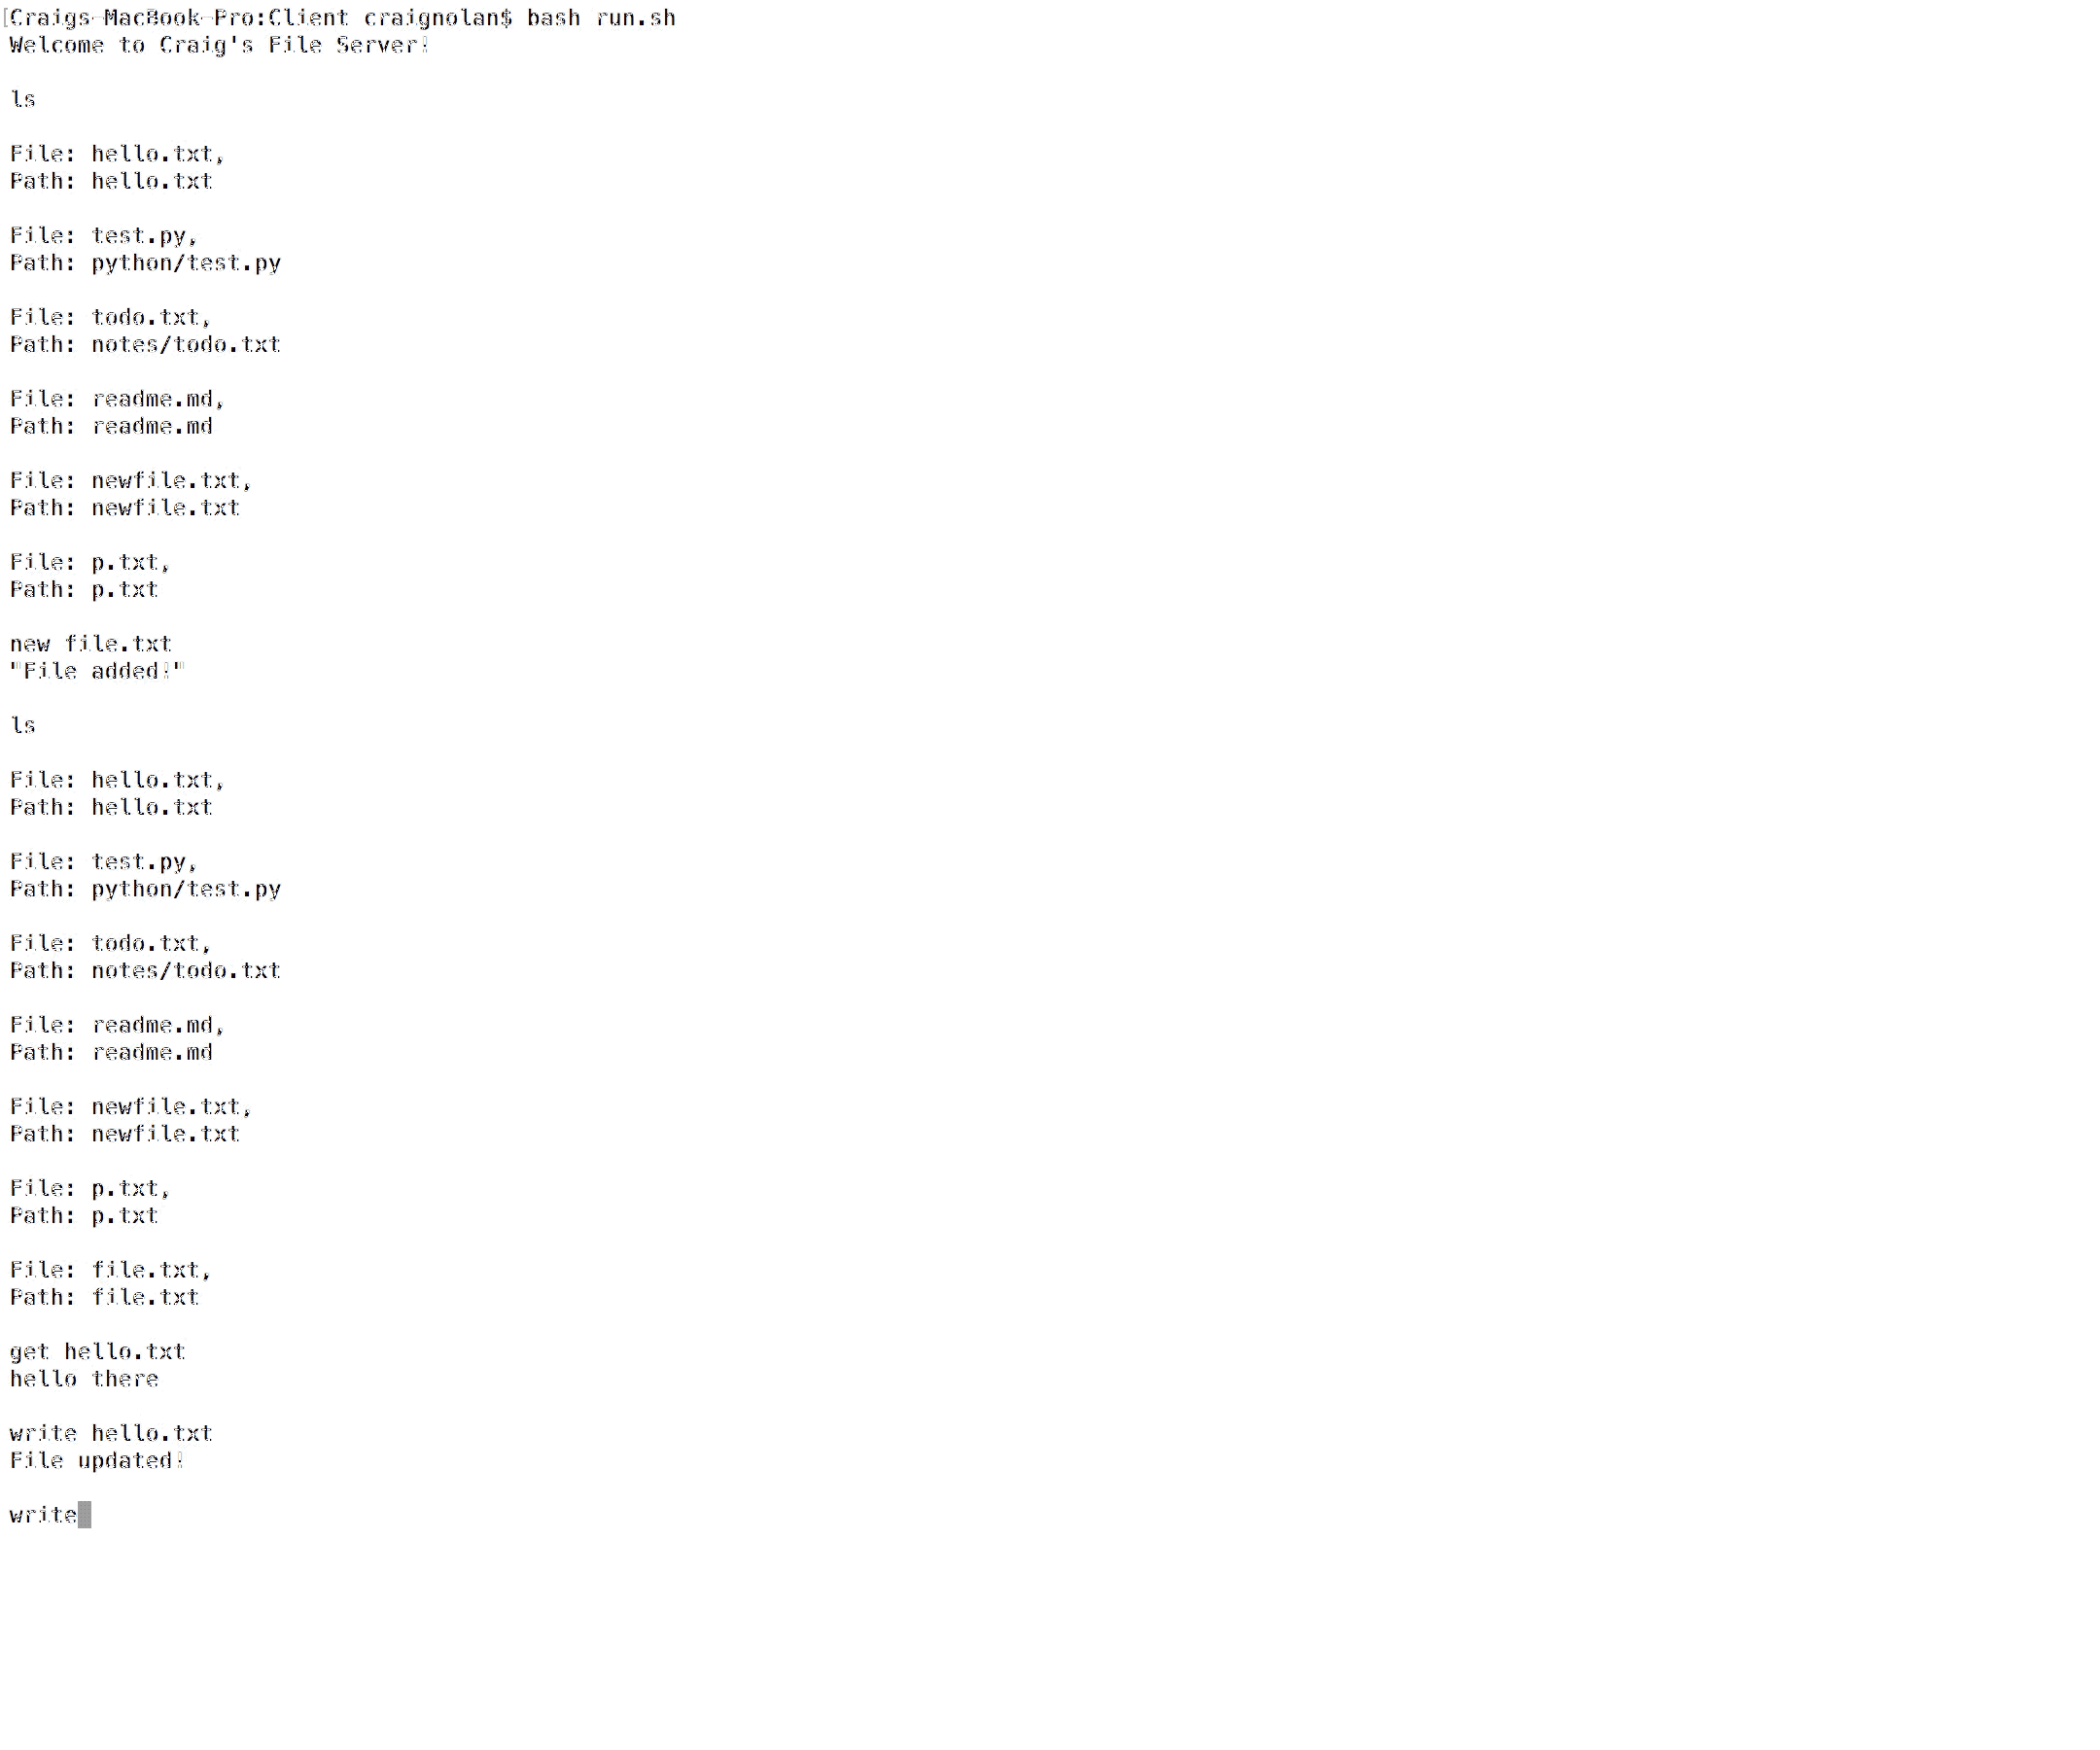 [Craigs-MacBook-Pro:Client craignolan$ bash run.sh
Welcome to Craig's File Server!
ls
File: hello.txt,
Path: hello.txt
File: test.py,
Path: python/test.py
File: todo.txt,
Path: notes/todo.txt
File: readme.md,
Path: readme.md
File: newfile.txt,
Path: newfile.txt
File: p.txt,
Path: p.txt
new file.txt
"File added!"
ls
File: hello.txt,
Path: hello.txt
File: test.py,
Path: python/test.py
File: todo.txt,
Path: notes/todo.txt
File: readme.md,
Path: readme.md
File: newfile.txt,
Path: newfile.txt
File: p.txt,
Path: p.txt
File: file.txt,
Path: file.txt
get hello.txt
hello there
write hello.txt
File updated!
write